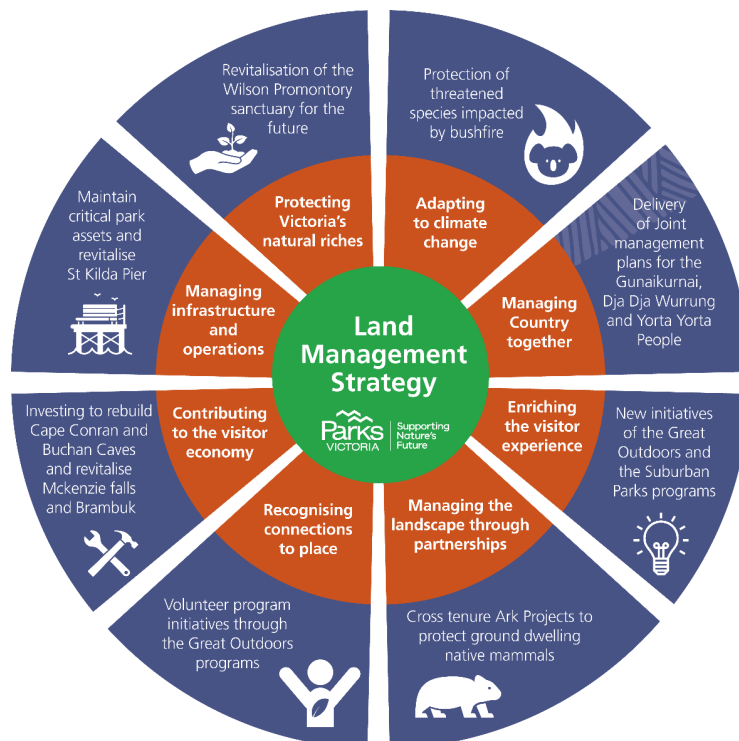 Revitalisation of the
Wilson Promontory
sanctuary for the
future
Protection of
threatened
species impacted
by bushfire
Maintain
critical park
assets and
revitalise
St Kilda Pier
Protecting
Victoria's
natural riches
Adapting
to climate
change
Delivery
of Joint
management
plans for the
Gunaikurnai,
Dja Dja Wurrung
and Yorta Yorta
People
Managing
infrastructure
and
operations
Managing
Country
together
Land
Management
Strategy
Parks
VICTORIA
Supporting
Nature's
Future
Investing to rebuild
Cape Conran and
Buchan Caves
and revitalise
Mckenzie falls
and Brambuk
Contributing
to the visitor
economy
Enriching
the visitor
experience
New initiatives
of the Great
Outdoors and
the Suburban
Parks programs
Recognising
connections
to place
Managing the
landscape through
partnerships
Volunteer program
initiatives through
the Great Outdoors
programs
Cross tenure Ark Projects to
protect ground dwelling
native mammals